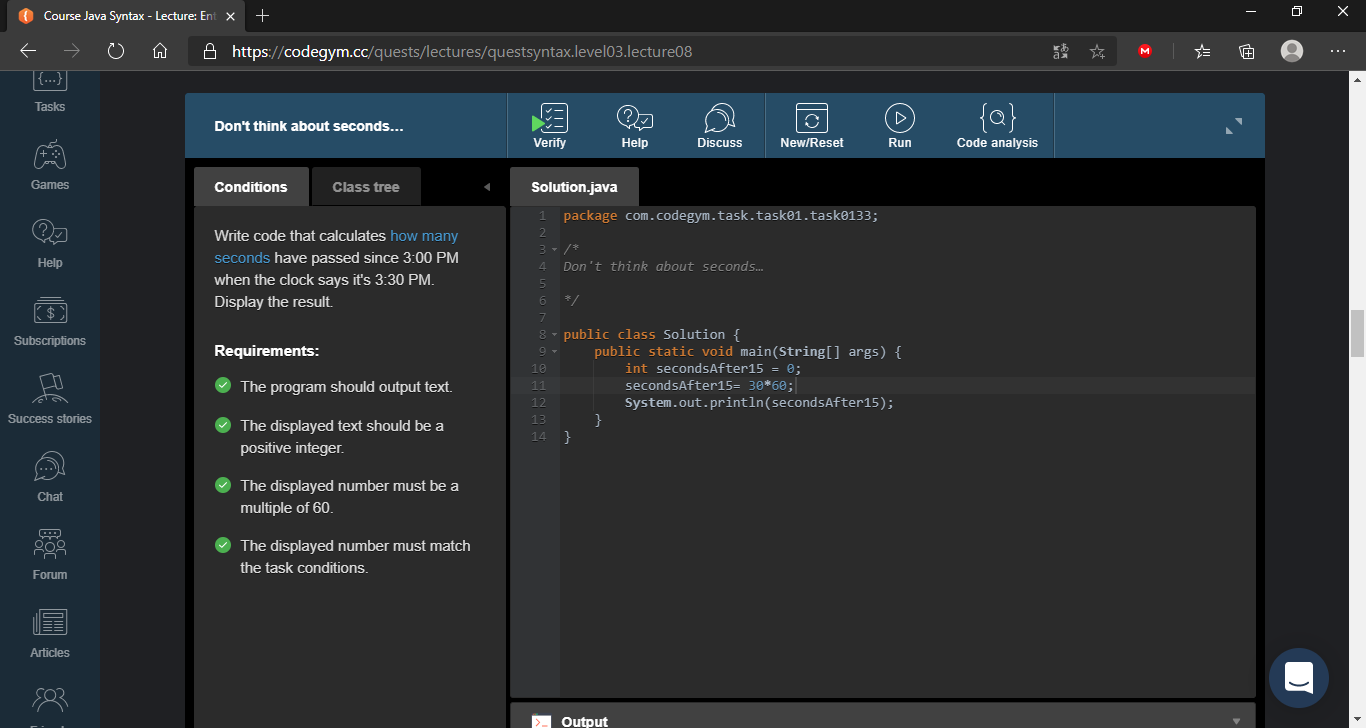 Course Java Syntax - Lecture: En
https://codegym.cc/quests/lectures/questsyntax.level03.lecture08
M
{...}
Tasks
Games
Help
Subscriptions
Success stories
Chat
Forum
Articles
Don't think about seconds...
Verify
Help
Discuss
New/Reset
Run
Code analysis
Conditions
Class tree
Solution.java
Write code that calculates how many
seconds have passed since 3:00 PM
when the clock says it's 3:30 PM.
Display the result.
Requirements:
The program should output text.
The displayed text should be a
positive integer.
The displayed number must be a
multiple of 60.
The displayed number must match
the task conditions.
1 package com.codegym.task.task01.task0133;
2
3 /*
4 Don't think about seconds…
5
6 */
7
8 public class Solution {
9 public static void main(String[] args) {
10 int secondsAfter15 = 0;
11 secondsAfter15= 30*60;
12 System.out.println(secondsAfter15);
13 }
14 }
Output